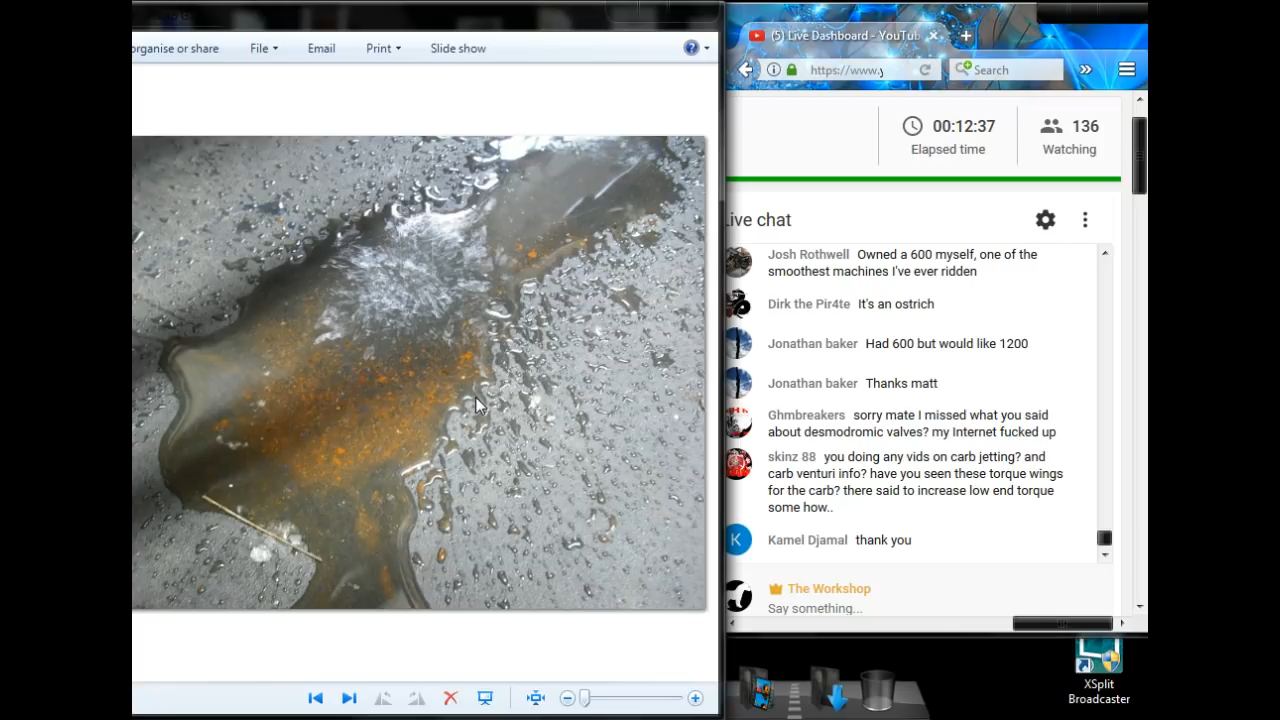 organise or share File Email Print Slide show
(5) Live Dashboard - YouTub
https://www.y Search
00:12:37 136
Elapsed time Watching
Live chat
Josh Rothwell Owned a 600 myself, one of the
smoothest machines I've ever ridden
Dirk the Pir4te It's an ostrich
Jonathan baker Had 600 but would like 1200
Jonathan baker Thanks matt
Ghmbreakers sorry mate I missed what you said
about desmodromic valves? my Internet fucked up
skinz 88 you doing any vids on carb jetting? and
carb venturi info? have you seen these torque wings
for the carb? there said to increase low end torque
some how..
K Kamel Djamal thank you
The Workshop
Say something...
XSplit
Broadcaster